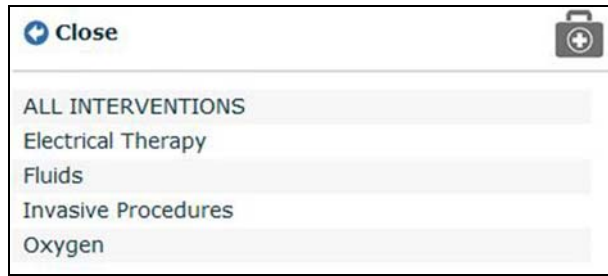 Close
ALL INTERVENTIONS
Electrical Therapy
Fluids
Invasive Procedures
Oxygen